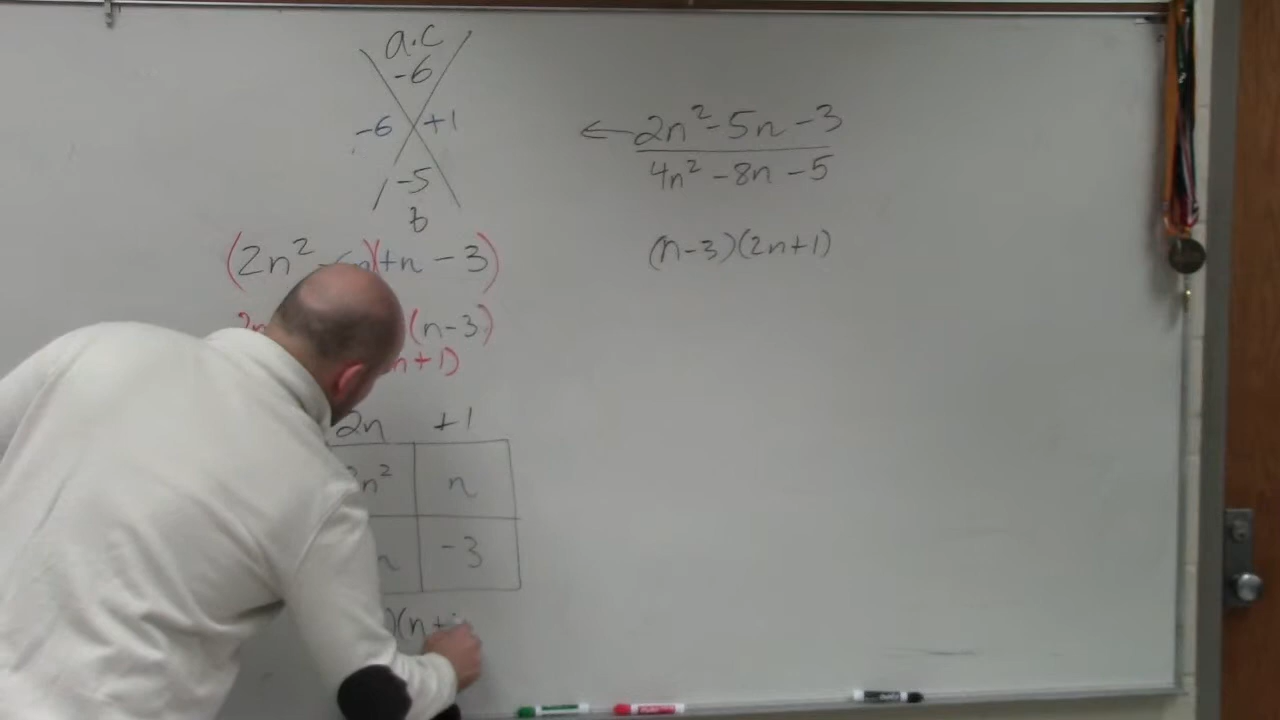 a.c
-6
-6 +1
-5
b
(2n² )(+n - 3)
(n-3)
n+1)
2n +1
n² n
n -3
)(n+
← 2n²-5n-3
4n² -8n -5
(n-3)(2n+1)